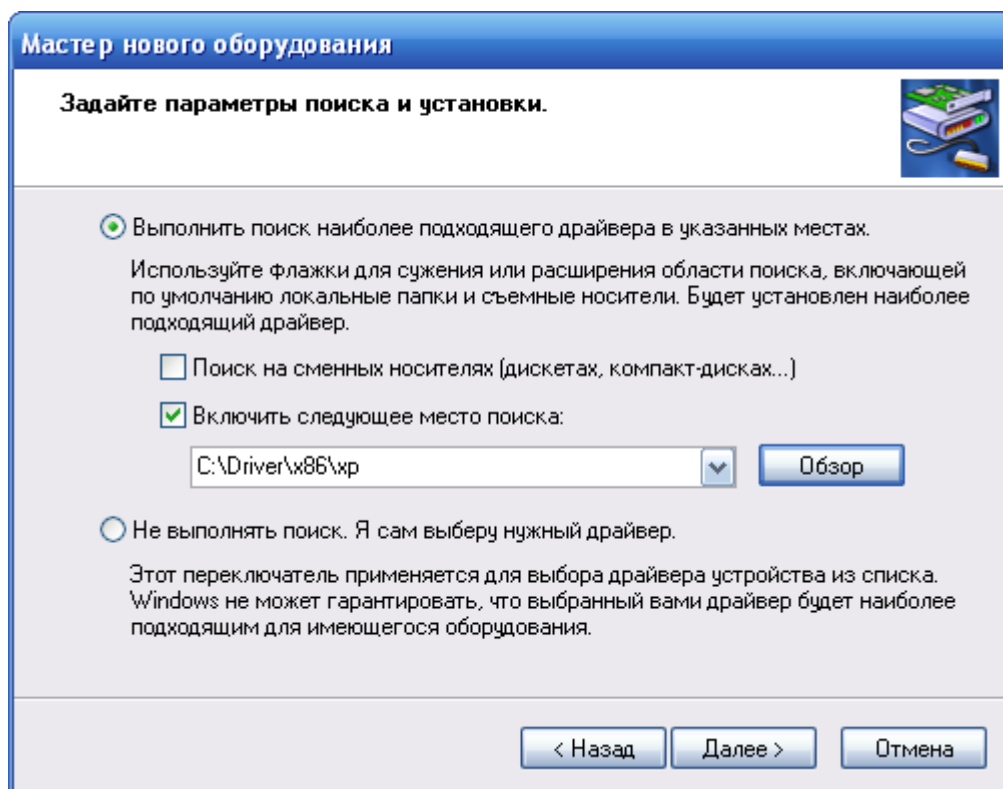 Мастер нового оборудования
Задайте параметры поиска и установки.
Выполнить поиск наиболее подходящего драйвера в указанных местах.
Используйте флажки для сужения или расширения области поиска, включающей
по умолчанию локальные папки и съемные носители. Будет установлен наиболее
подходящий драйвер.
Поиск на сменных носителях (дискетах, компакт-дисках...)
Включить следующее место поиска:
C:\Driver\x86\xp
Обзор
Не выполнять поиск. Я сам выберу нужный драйвер.
Этот переключатель применяется для выбора драйвера устройства из списка.
Windows не может гарантировать, что выбранный вами драйвер будет наиболее
подходящим для имеющегося оборудования.
< Назад
Далее >
Отмена